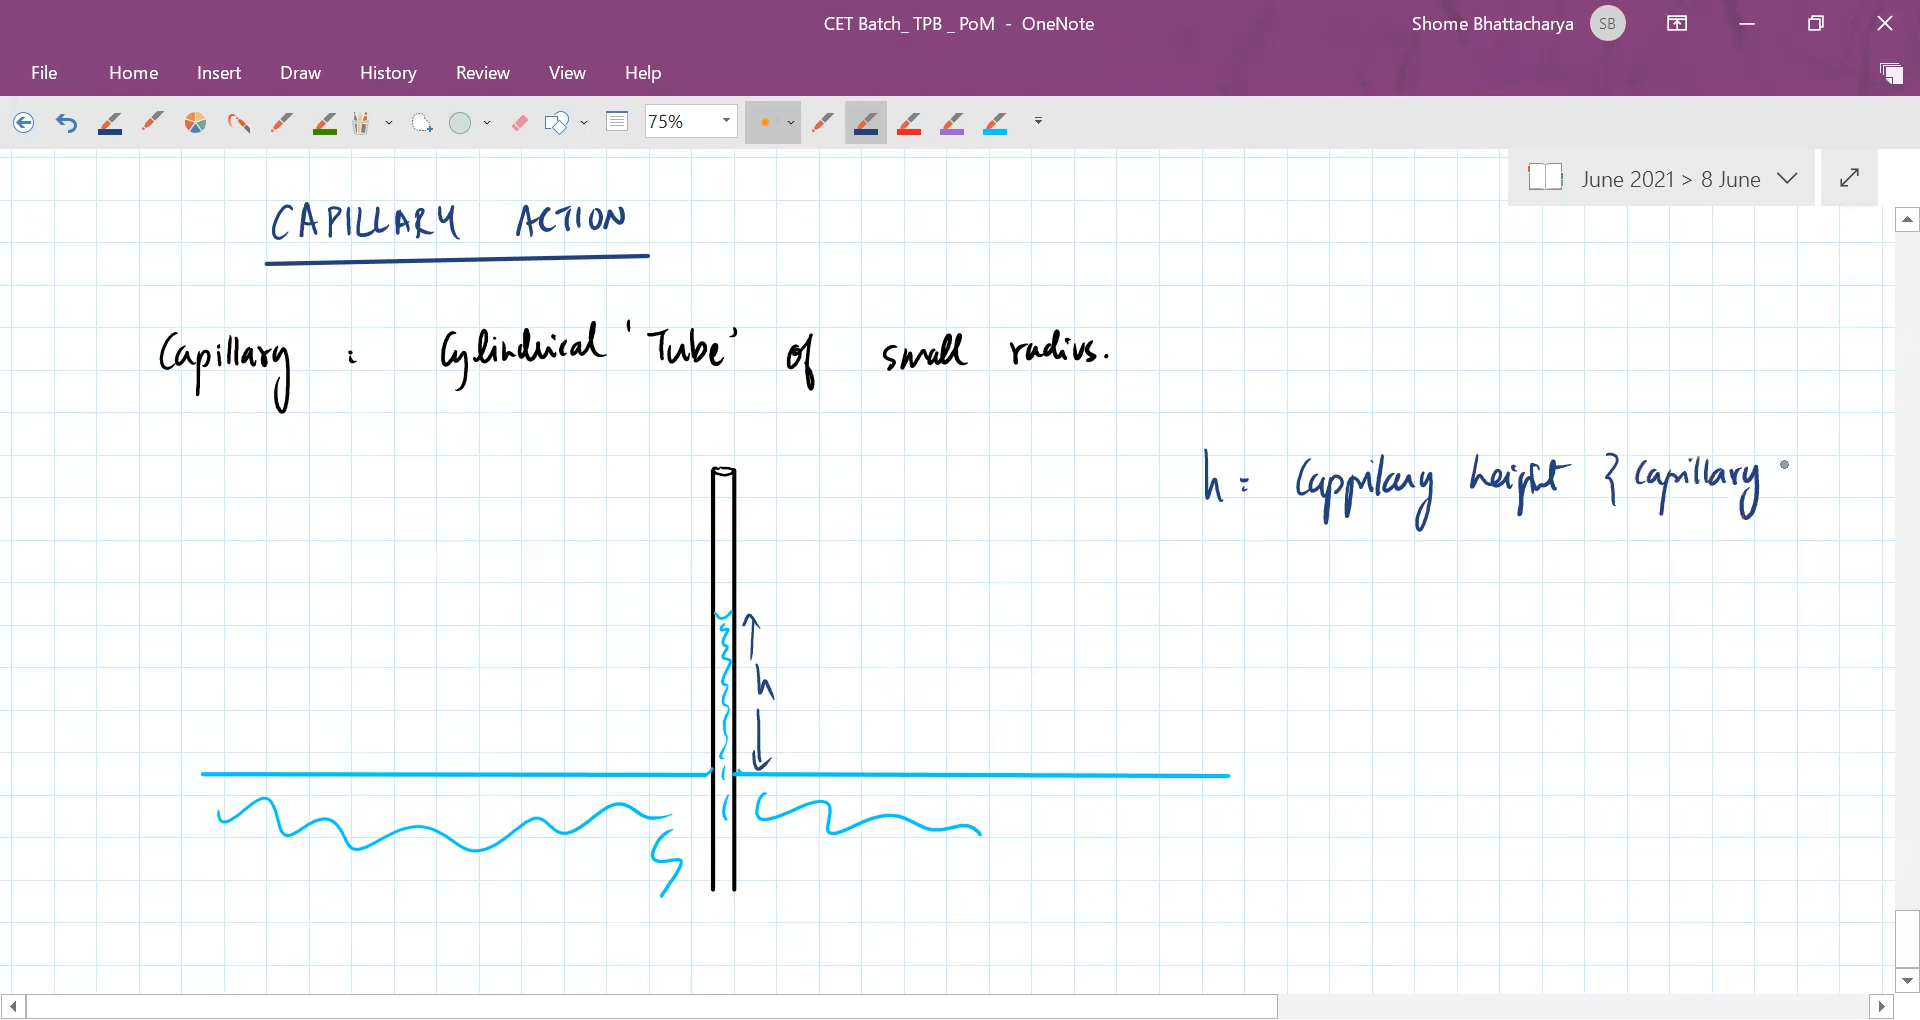 CET Batch_ TPB _ PoM - OneNote
Shome Bhattacharya SB
File Home Insert Draw History Review View Help
75%
June 2021 > 8 June
CAPILLARY ACTION
Capillary : Cylindrical 'Tube' of small radius.
h = Cappilary height { Capillary
h